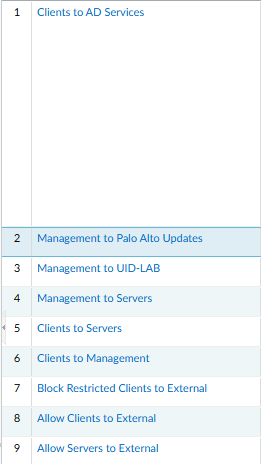 1 Clients to AD Services
2 Management to Palo Alto Updates
3 Management to UID-LAB
4 Management to Servers
5 Clients to Servers
6 Clients to Management
7 Block Restricted Clients to External
8 Allow Clients to External
9 Allow Servers to External